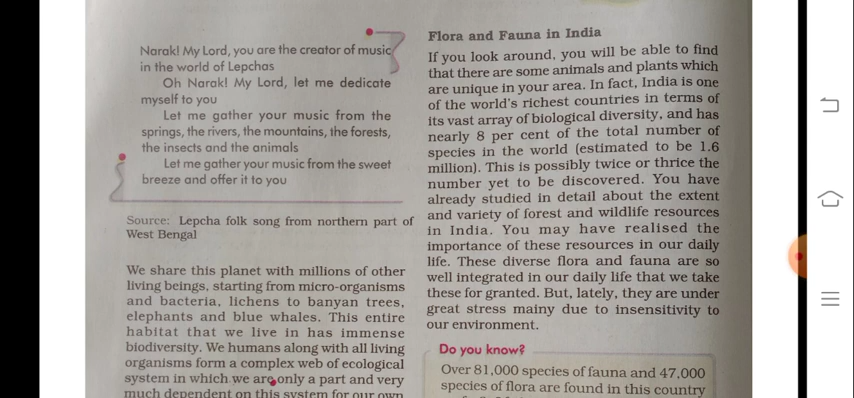 Narak! My Lord, you are the creator of music
in the world of Lepchas
Oh Narak! My Lord, let me dedicate
myself to you
Let me gather your music from the
springs, the rivers, the mountains, the forests,
the insects and the animals
Let me gather your music from the sweet
breeze and offer it to you
Source: Lepcha folk song from northern part of
West Bengal
We share this planet with millions of other
living beings, starting from micro-organisms
and bacteria, lichens to banyan trees,
elephants and blue whales. This entire
habitat that we live in has immense
biodiversity. We humans along with all living
organisms form a complex web of ecological
system in which we are only a part and very
much dependent on this system for our own
Flora and Fauna in India
If you look around, you will be able to find
that there are some animals and plants which
are unique in your area. In fact, India is one
of the world's richest countries in terms of
its vast array of biological diversity, and has
nearly 8 per cent of the total number of
species in the world (estimated to be 1.6
million). This is possibly twice or thrice the
number yet to be discovered. You have
already studied in detail about the extent
and variety of forest and wildlife resources
in India. You may have realised the
importance of these resources in our daily
life. These diverse flora and fauna are so
well integrated in our daily life that we take
these for granted. But, lately, they are under
great stress mainy due to insensitivity to
our environment.
Do you know?
Over 81,000 species of fauna and 47,000
species of flora are found in this country